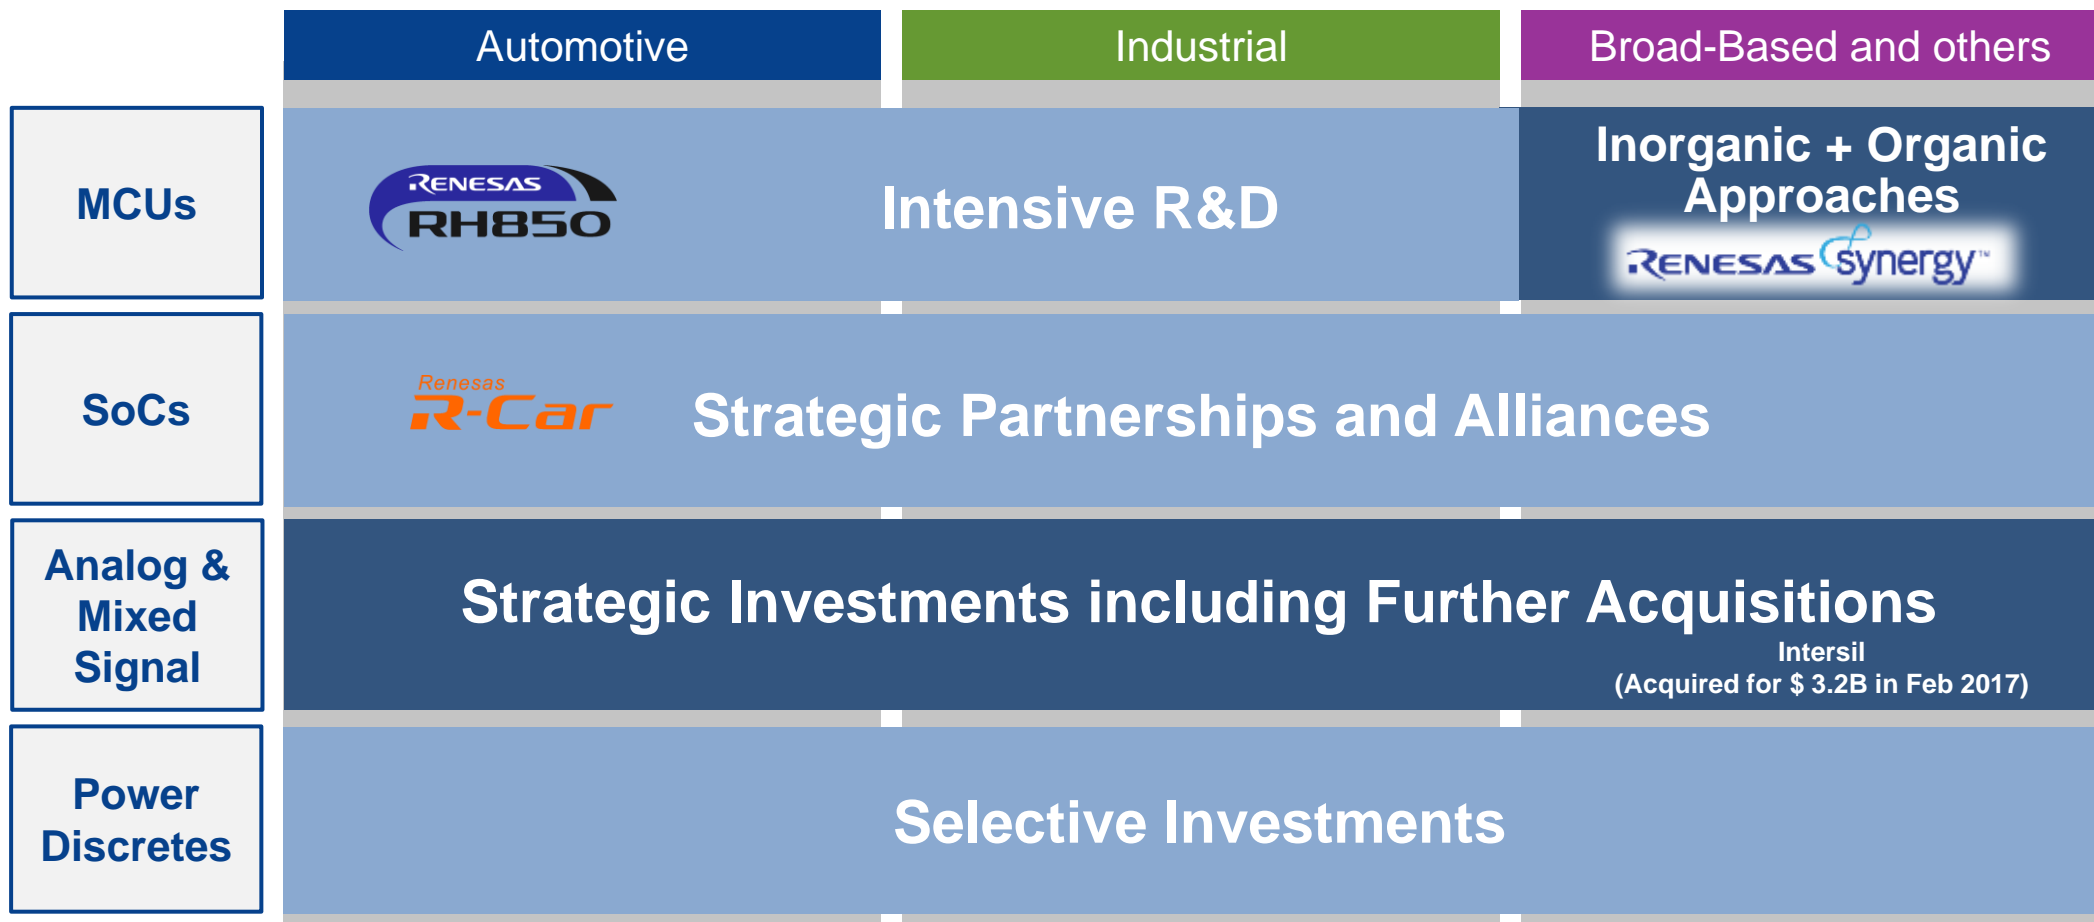 Automotive
Industrial
Broad-Based and others
MCUs
RENESAS
RH850
Intensive R&D
Inorganic + Organic
Approaches
RENESAS synergy™
SoCs
Renesas
R-Car
Strategic Partnerships and Alliances
Analog &
Mixed
Signal
Strategic Investments including Further Acquisitions
Intersil
(Acquired for $ 3.2B in Feb 2017)
Power
Discretes
Selective Investments